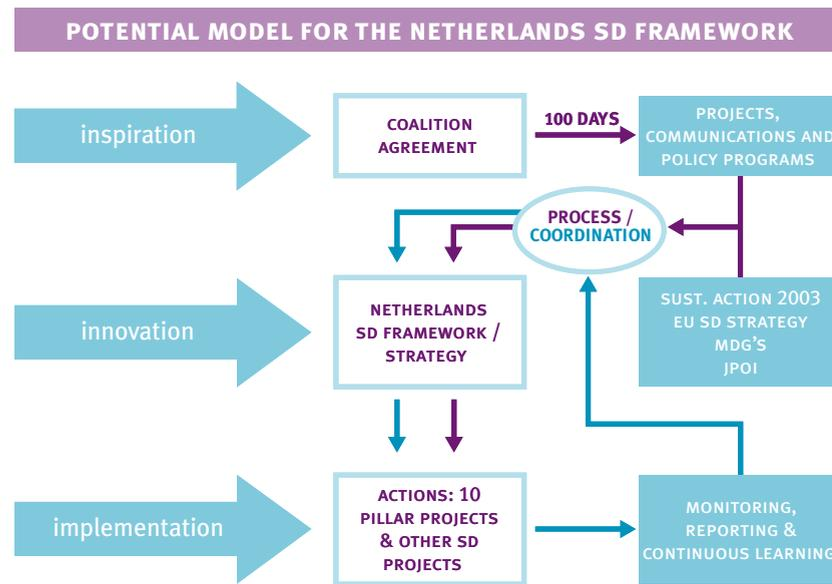 POTENTIAL MODEL FOR THE NETHERLANDS SD FRAMEWORK
inspiration
COALITION
AGREEMENT
100 DAYS
PROJECTS,
COMMUNICATIONS AND
POLICY PROGRAMS
PROCESS /
COORDINATION
innovation
NETHERLANDS
SD FRAMEWORK /
STRATEGY
SUST. ACTION 2003
EU SD STRATEGY
MDG'S
JPOI
implementation
ACTIONS: 10
PILLAR PROJECTS
& OTHER SD
PROJECTS
MONITORING,
REPORTING &
CONTINUOUS LEARNING